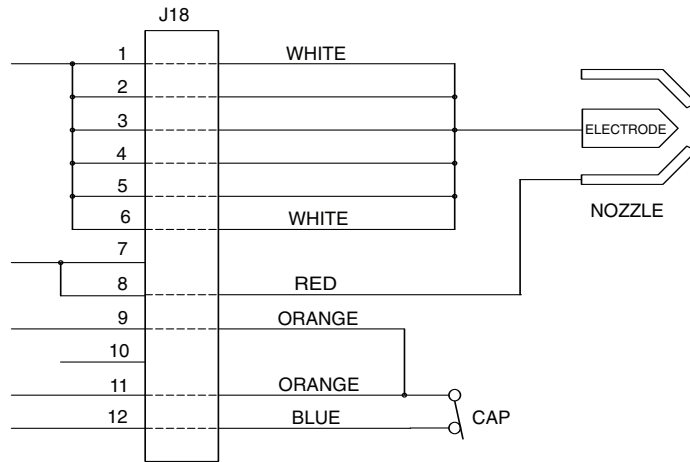 J18
1 WHITE
2
3 ELECTRODE
4
5
6 WHITE NOZZLE
7
8 RED
9 ORANGE
10
11 ORANGE
12 BLUE CAP